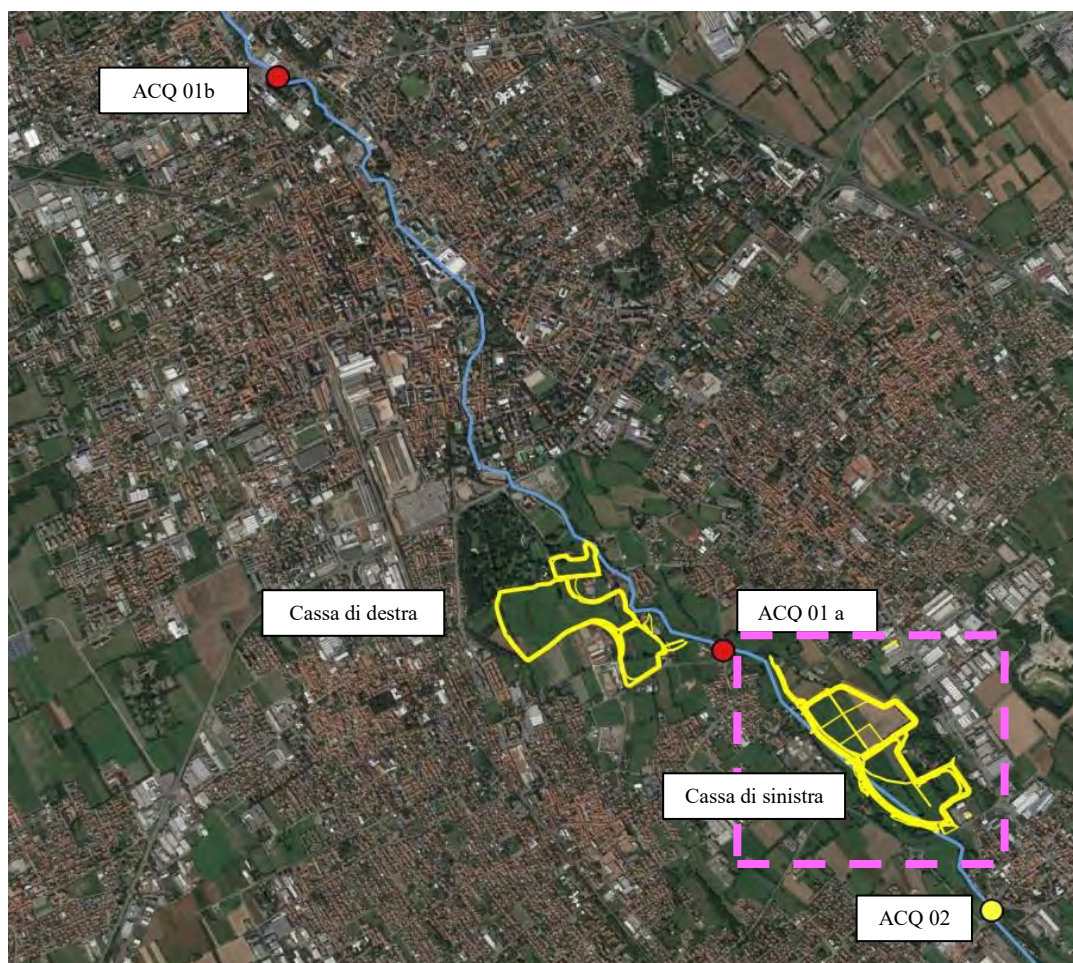 ACQ 01b
Cassa di destra
ACQ 01 a
Cassa di sinistra
ACQ 02